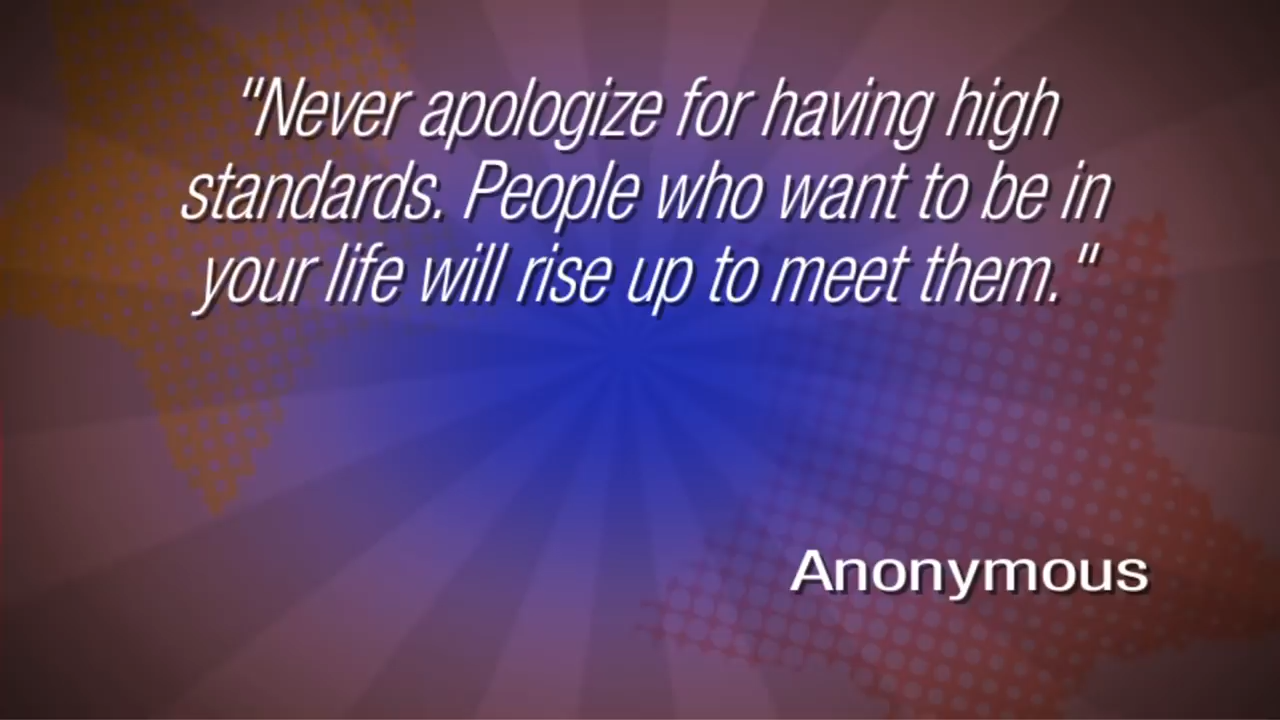 "Never apologize for having high
standards. People who want to be in
your life will rise up to meet them."
Anonymous